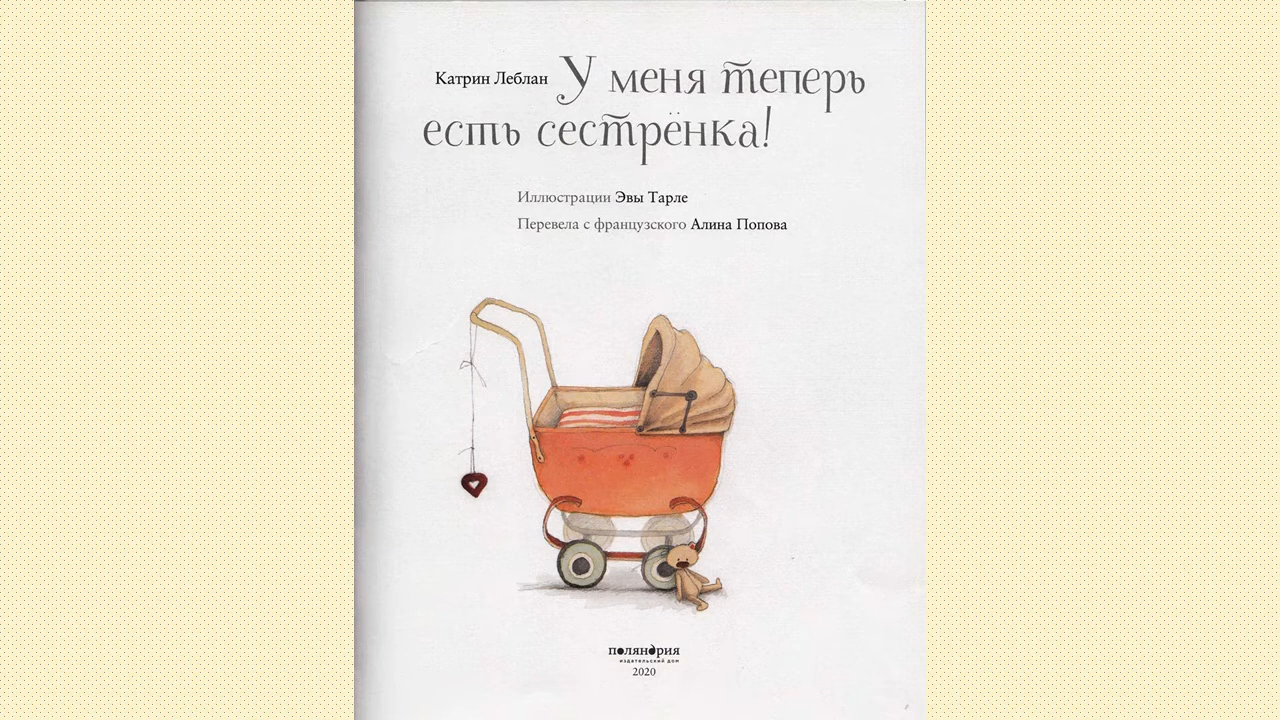 Катрин Леблан У меня теперь
есть сестрёнка!
Иллюстрации Эвы Тарле
Перевела с французского Алина Попова
поляндрия
издательский дом
2020